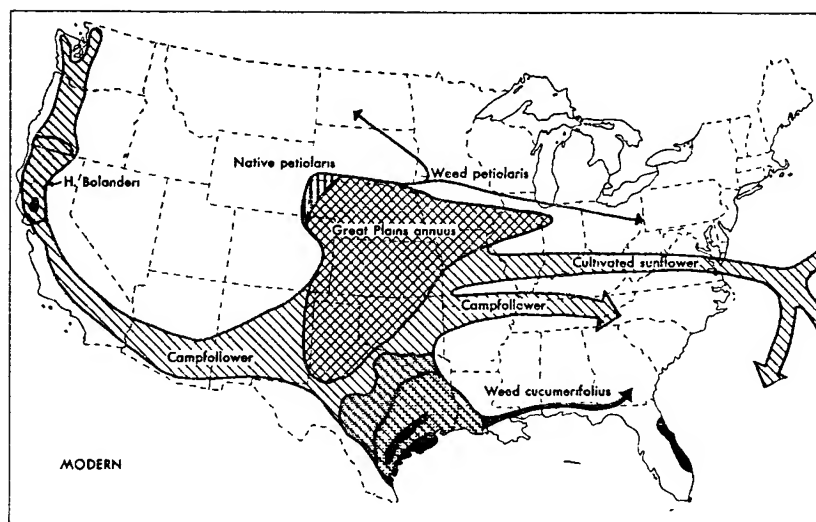 Native petiolaris
Weed petiolaris
H. Bolanderi
Great Plains annuus
Cultivated sunflower
Campfollower
Campfollower
Weed cucumerifolius
MODERN